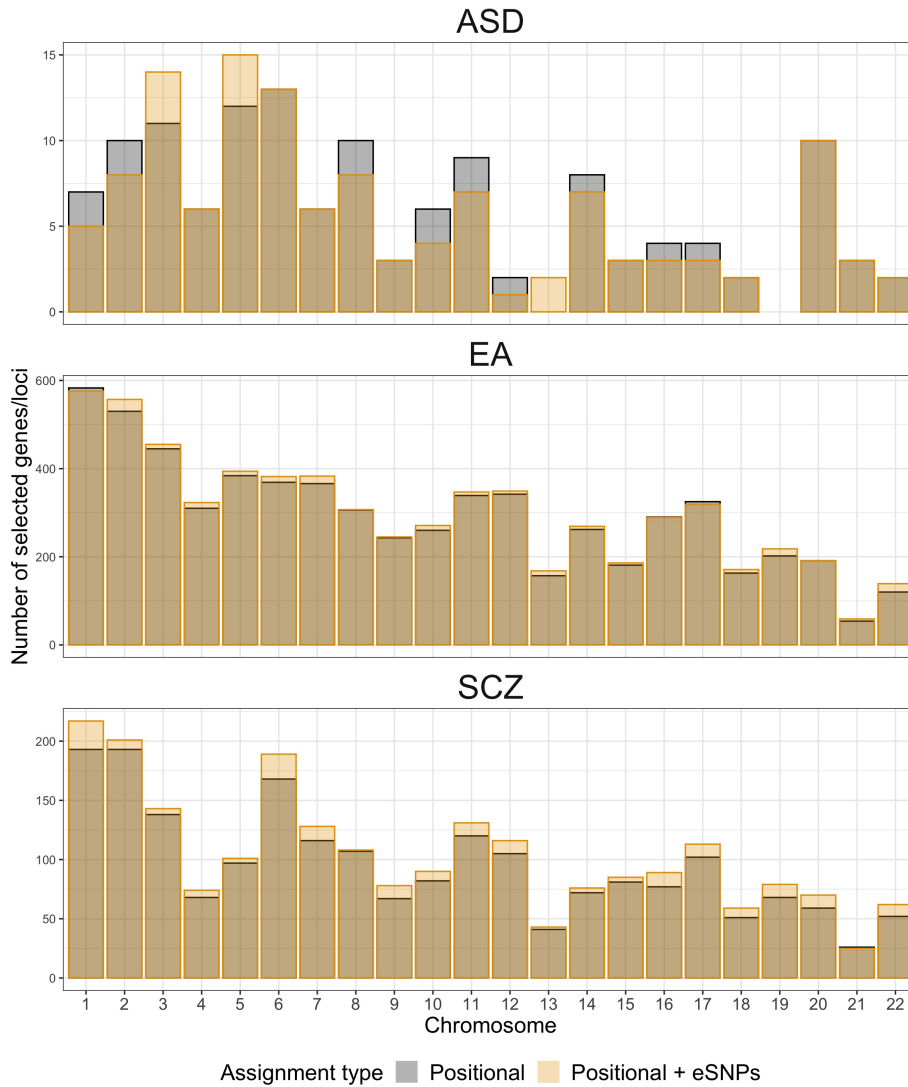 ASD
15
10
5
0
EA
600
400
200
0
SCZ
200
150
100
50
0
Number of selected genes/loci
1 2 3 4 5 6 7 8 9 10 11 12 13 14 15 16 17 18 19 20 21 22
Chromosome
Assignment type Positional Positional + eSNPs